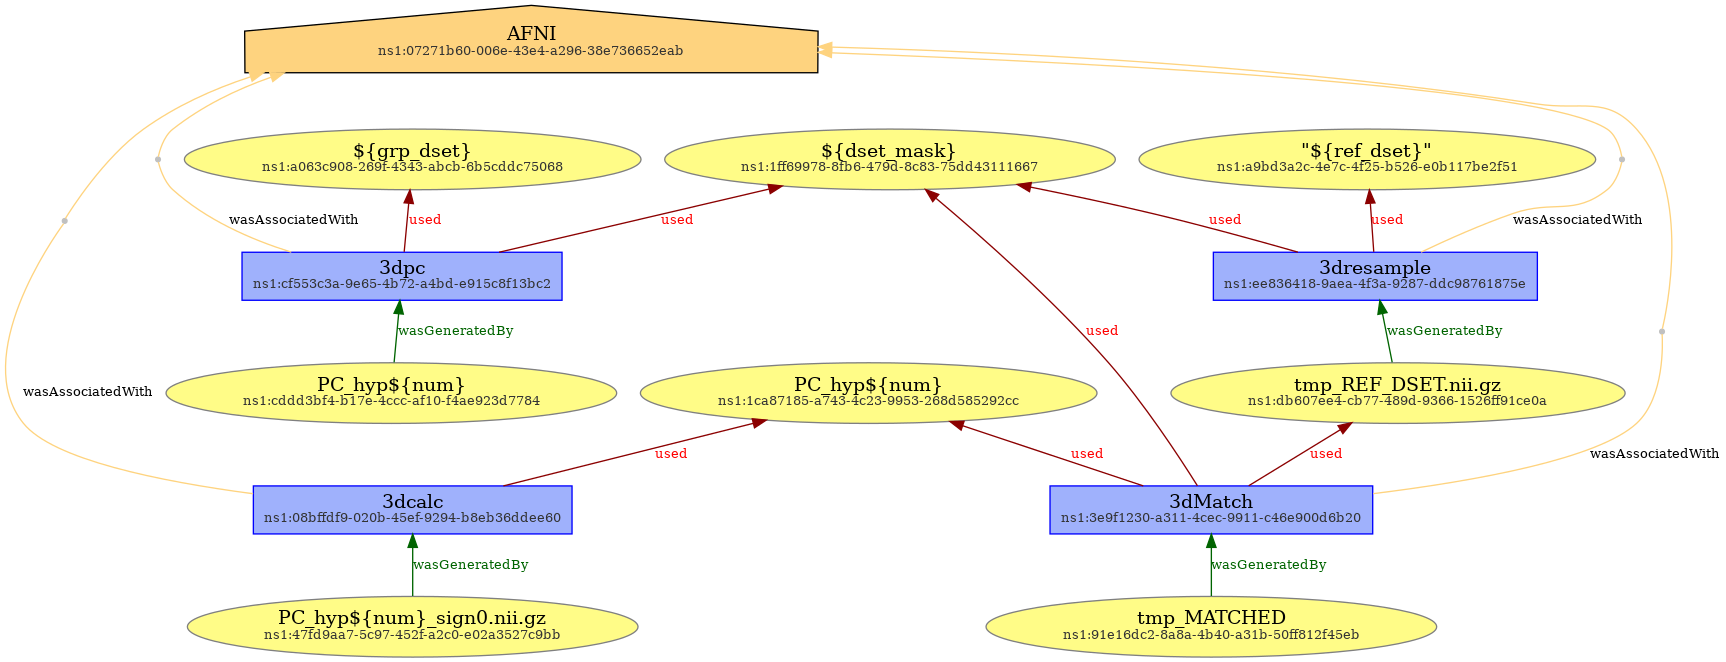 AFNI
ns1:07271b60-006e-43e4-a296-38e736652eab
${grp_dset}
ns1:a063c908-269f-4343-abcb-6b5cddc75068
${dset_mask}
ns1:1ff69978-8fb6-479d-8c83-75dd43111667
"${ref_dset}"
ns1:a9bd3a2c-4e7c-4f25-b526-e0b117be2f51
wasAssociatedWith
used
used
used
used
wasAssociatedWith
3dpc
ns1:cf553c3a-9e65-4b72-a4bd-e915c8f13bc2
3dresample
ns1:ee836418-9aea-4f3a-9287-ddc98761875e
wasGeneratedBy
used
wasGeneratedBy
wasAssociatedWith
PC_hyp${num}
ns1:cddd3bf4-b17e-4ccc-af10-f4ae923d7784
PC_hyp${num}
ns1:1ca87185-a743-4c23-9953-268d585292cc
tmp_REF_DSET.nii.gz
ns1:db607ee4-cb77-489d-9366-1526ff91ce0a
used
used
used
wasAssociatedWith
3dcalc
ns1:08bffdf9-020b-45ef-9294-b8eb36ddee60
3dMatch
ns1:3e9f1230-a311-4cec-9911-c46e900d6b20
wasGeneratedBy
wasGeneratedBy
PC_hyp${num}_sign0.nii.gz
ns1:47fd9aa7-5c97-452f-a2c0-e02a3527c9bb
tmp_MATCHED
ns1:91e16dc2-8a8a-4b40-a31b-50ff812f45eb